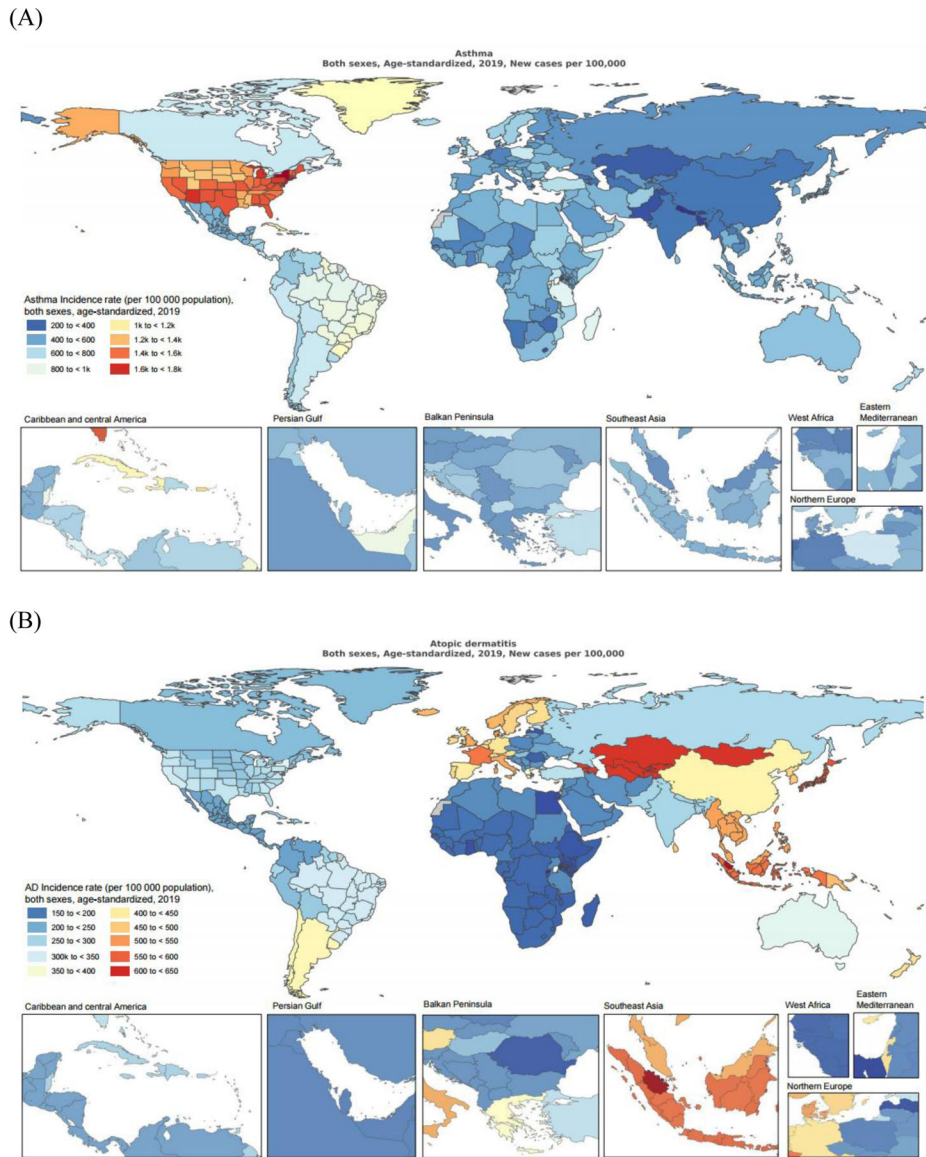 (A)
Asthma
Both sexes, Age-standardized, 2019, New cases per 100,000
Asthma Incidence rate (per 100 000 population),
both sexes, age-standardized, 2019
200 to < 400 1k to < 1.2k
400 to < 600 1.2k to < 1.4k
600 to < 800 1.4k to < 1.6k
800 to < 1k 1.6k to < 1.8k
Caribbean and central America Persian Gulf Balkan Peninsula Southeast Asia West Africa Eastern
Mediterranean
Northern Europe
(B)
Atopic dermatitis
Both sexes, Age-standardized, 2019, New cases per 100,000
AD Incidence rate (per 100 000 population),
both sexes, age-standardized, 2019
150 to < 200 400 to < 450
200 to < 250 450 to < 500
250 to < 300 500 to < 550
300k to < 350 550 to < 600
350 to < 400 600 to < 650
Caribbean and central America Persian Gulf Balkan Peninsula Southeast Asia West Africa Eastern
Mediterranean
Northern Europe